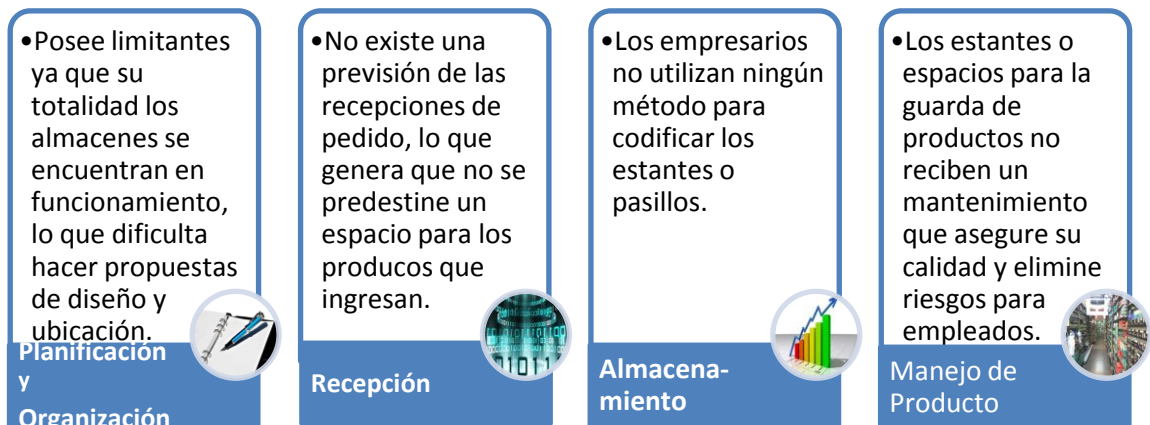 •Posee limitantes
ya que su
totalidad los
almacenes se
encuentran en
funcionamiento,
lo que dificulta
hacer propuestas
de diseño y
ubicación.
Planificación
y
Organización
•No existe una
previsión de las
recepciones de
pedido, lo que
genera que no se
predestine un
espacio para los
producos que
ingresan.
Recepción
•Los empresarios
no utilizan ningún
método para
codificar los
estantes o
pasillos.
Almacena-
miento
•Los estantes o
espacios para la
guarda de
productos no
reciben un
mantenimiento
que asegure su
calidad y elimine
riesgos para
empleados.
Manejo de
Producto